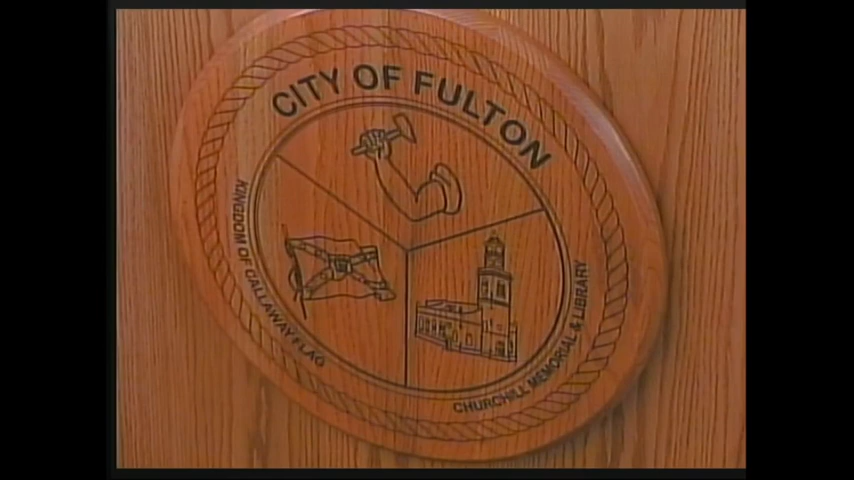 CITY OF FULTON
KINGDOM OF CALLAWAY FLAG
CHURCHILL MEMORIAL & LIBRARY